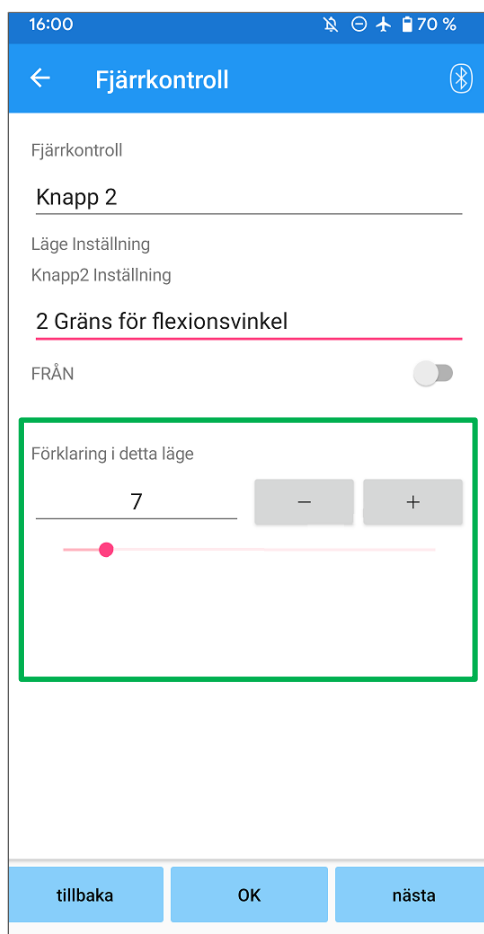 16:00 70 %
Fjärrkontroll
Fjärrkontroll
Knapp 2
Läge Inställning
Knapp2 Inställning
2 Gräns för flexionsvinkel
FRÅN
Förklaring i detta läge
7 − +
tillbaka OK nästa